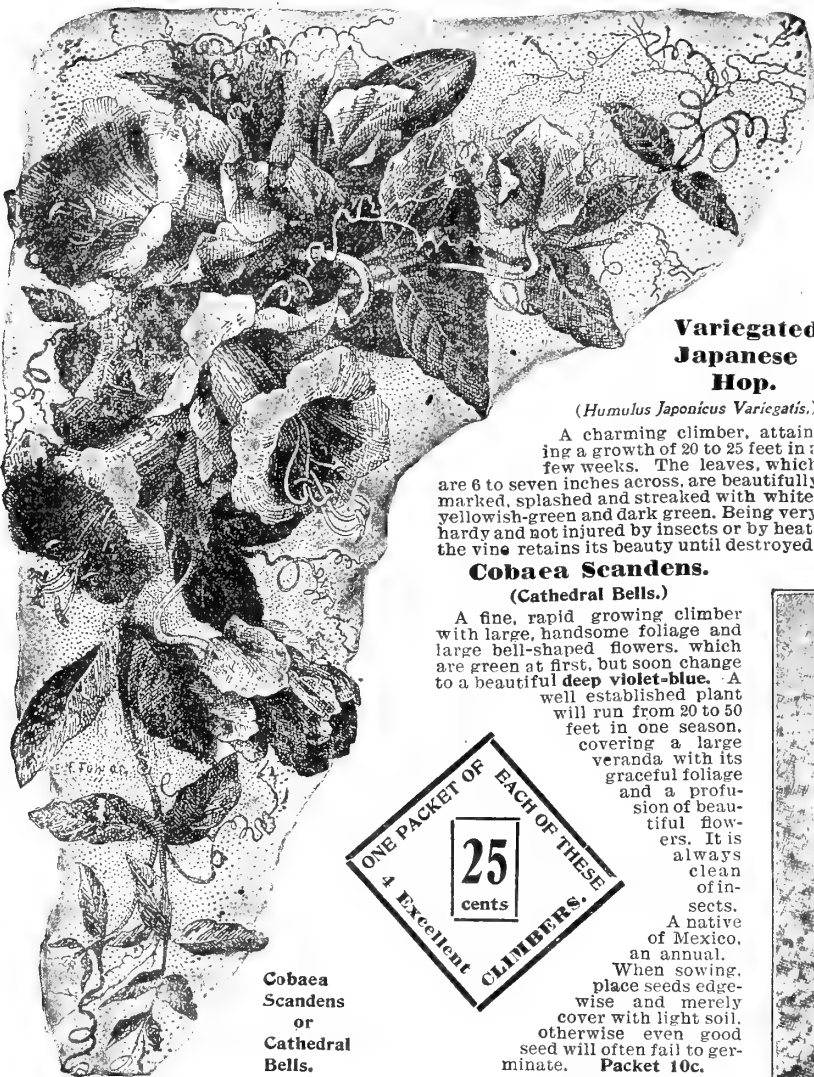 Variegated
Japanese
Hop.
(Humulus Japonicus Variegatis.)
A charming climber, attain-
ing a growth of 20 to 25 feet in a
few weeks. The leaves, which
are 6 to seven inches across, are beautifully
marked, splashed and streaked with white,
yellowish-green and dark green. Being very
hardy and not injured by insects or by heat,
the vine retains its beauty until destroyed
Cobaea Scandens.
(Cathedral Bells.)
A fine, rapid growing climber
with large, handsome foliage and
large bell-shaped flowers, which
are green at first, but soon change
to a beautiful deep violet-blue. A
well established plant
will run from 20 to 50
feet in one season,
covering a large
veranda with its
graceful foliage
and a profu-
sion of beau-
tiful flow-
ers. It is
always
clean
of in-
sects.
A native
of Mexico,
an annual.
When sowing,
place seeds edge-
wise and merely
cover with light soil,
otherwise even good
seed will often fail to ger-
minate. Packet 10c.
ONE PACKET OF
EACH OF THESE
4 Excellent
CLIMBERS.
25
cents
Cobaea
Scandens
or
Cathedral
Bells.